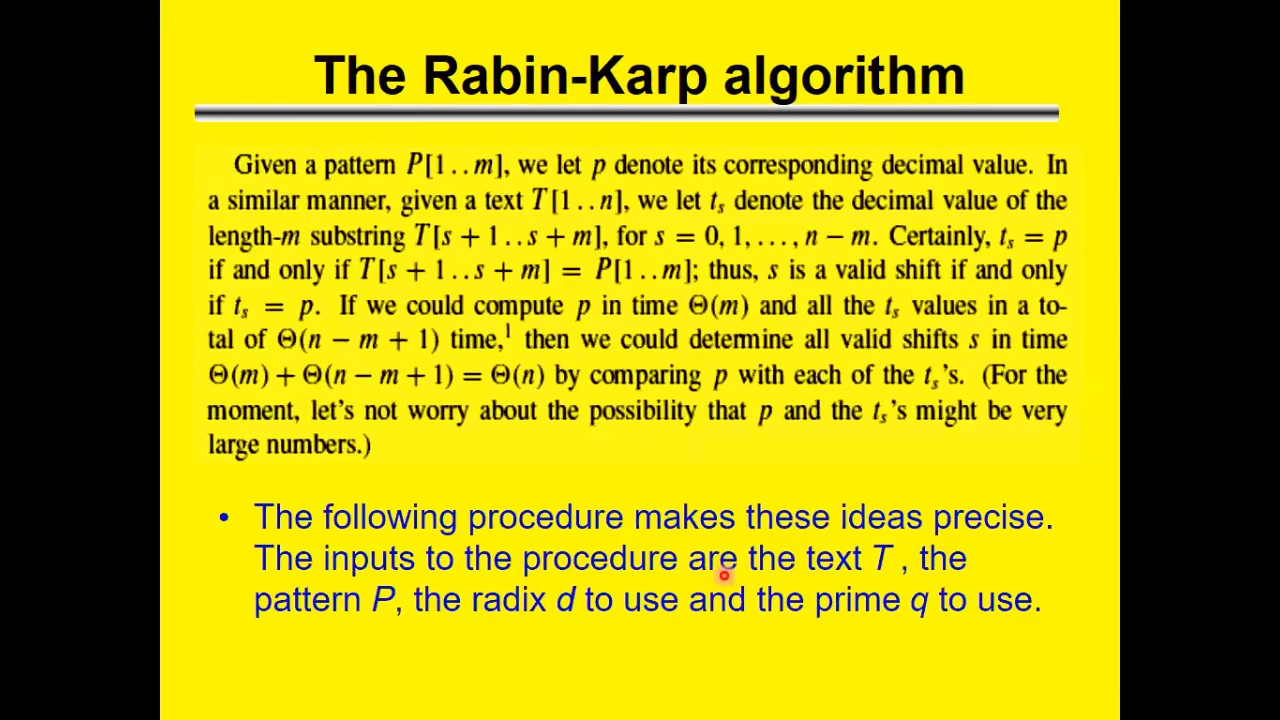 The Rabin-Karp algorithm
Given a pattern P[1..m], we let p denote its corresponding decimal value. In
a similar manner, given a text T[1..n], we let tₛ denote the decimal value of the
length-m substring T[s + 1..s + m], for s = 0, 1, ..., n − m. Certainly, tₛ = p
if and only if T[s + 1..s + m] = P[1..m]; thus, s is a valid shift if and only
if tₛ = p. If we could compute p in time Θ(m) and all the tₛ values in a to-
tal of Θ(n − m + 1) time,¹ then we could determine all valid shifts s in time
Θ(m) + Θ(n − m + 1) = Θ(n) by comparing p with each of the tₛ's. (For the
moment, let's not worry about the possibility that p and the tₛ's might be very
large numbers.)
• The following procedure makes these ideas precise.
The inputs to the procedure are the text T , the
pattern P, the radix d to use and the prime q to use.